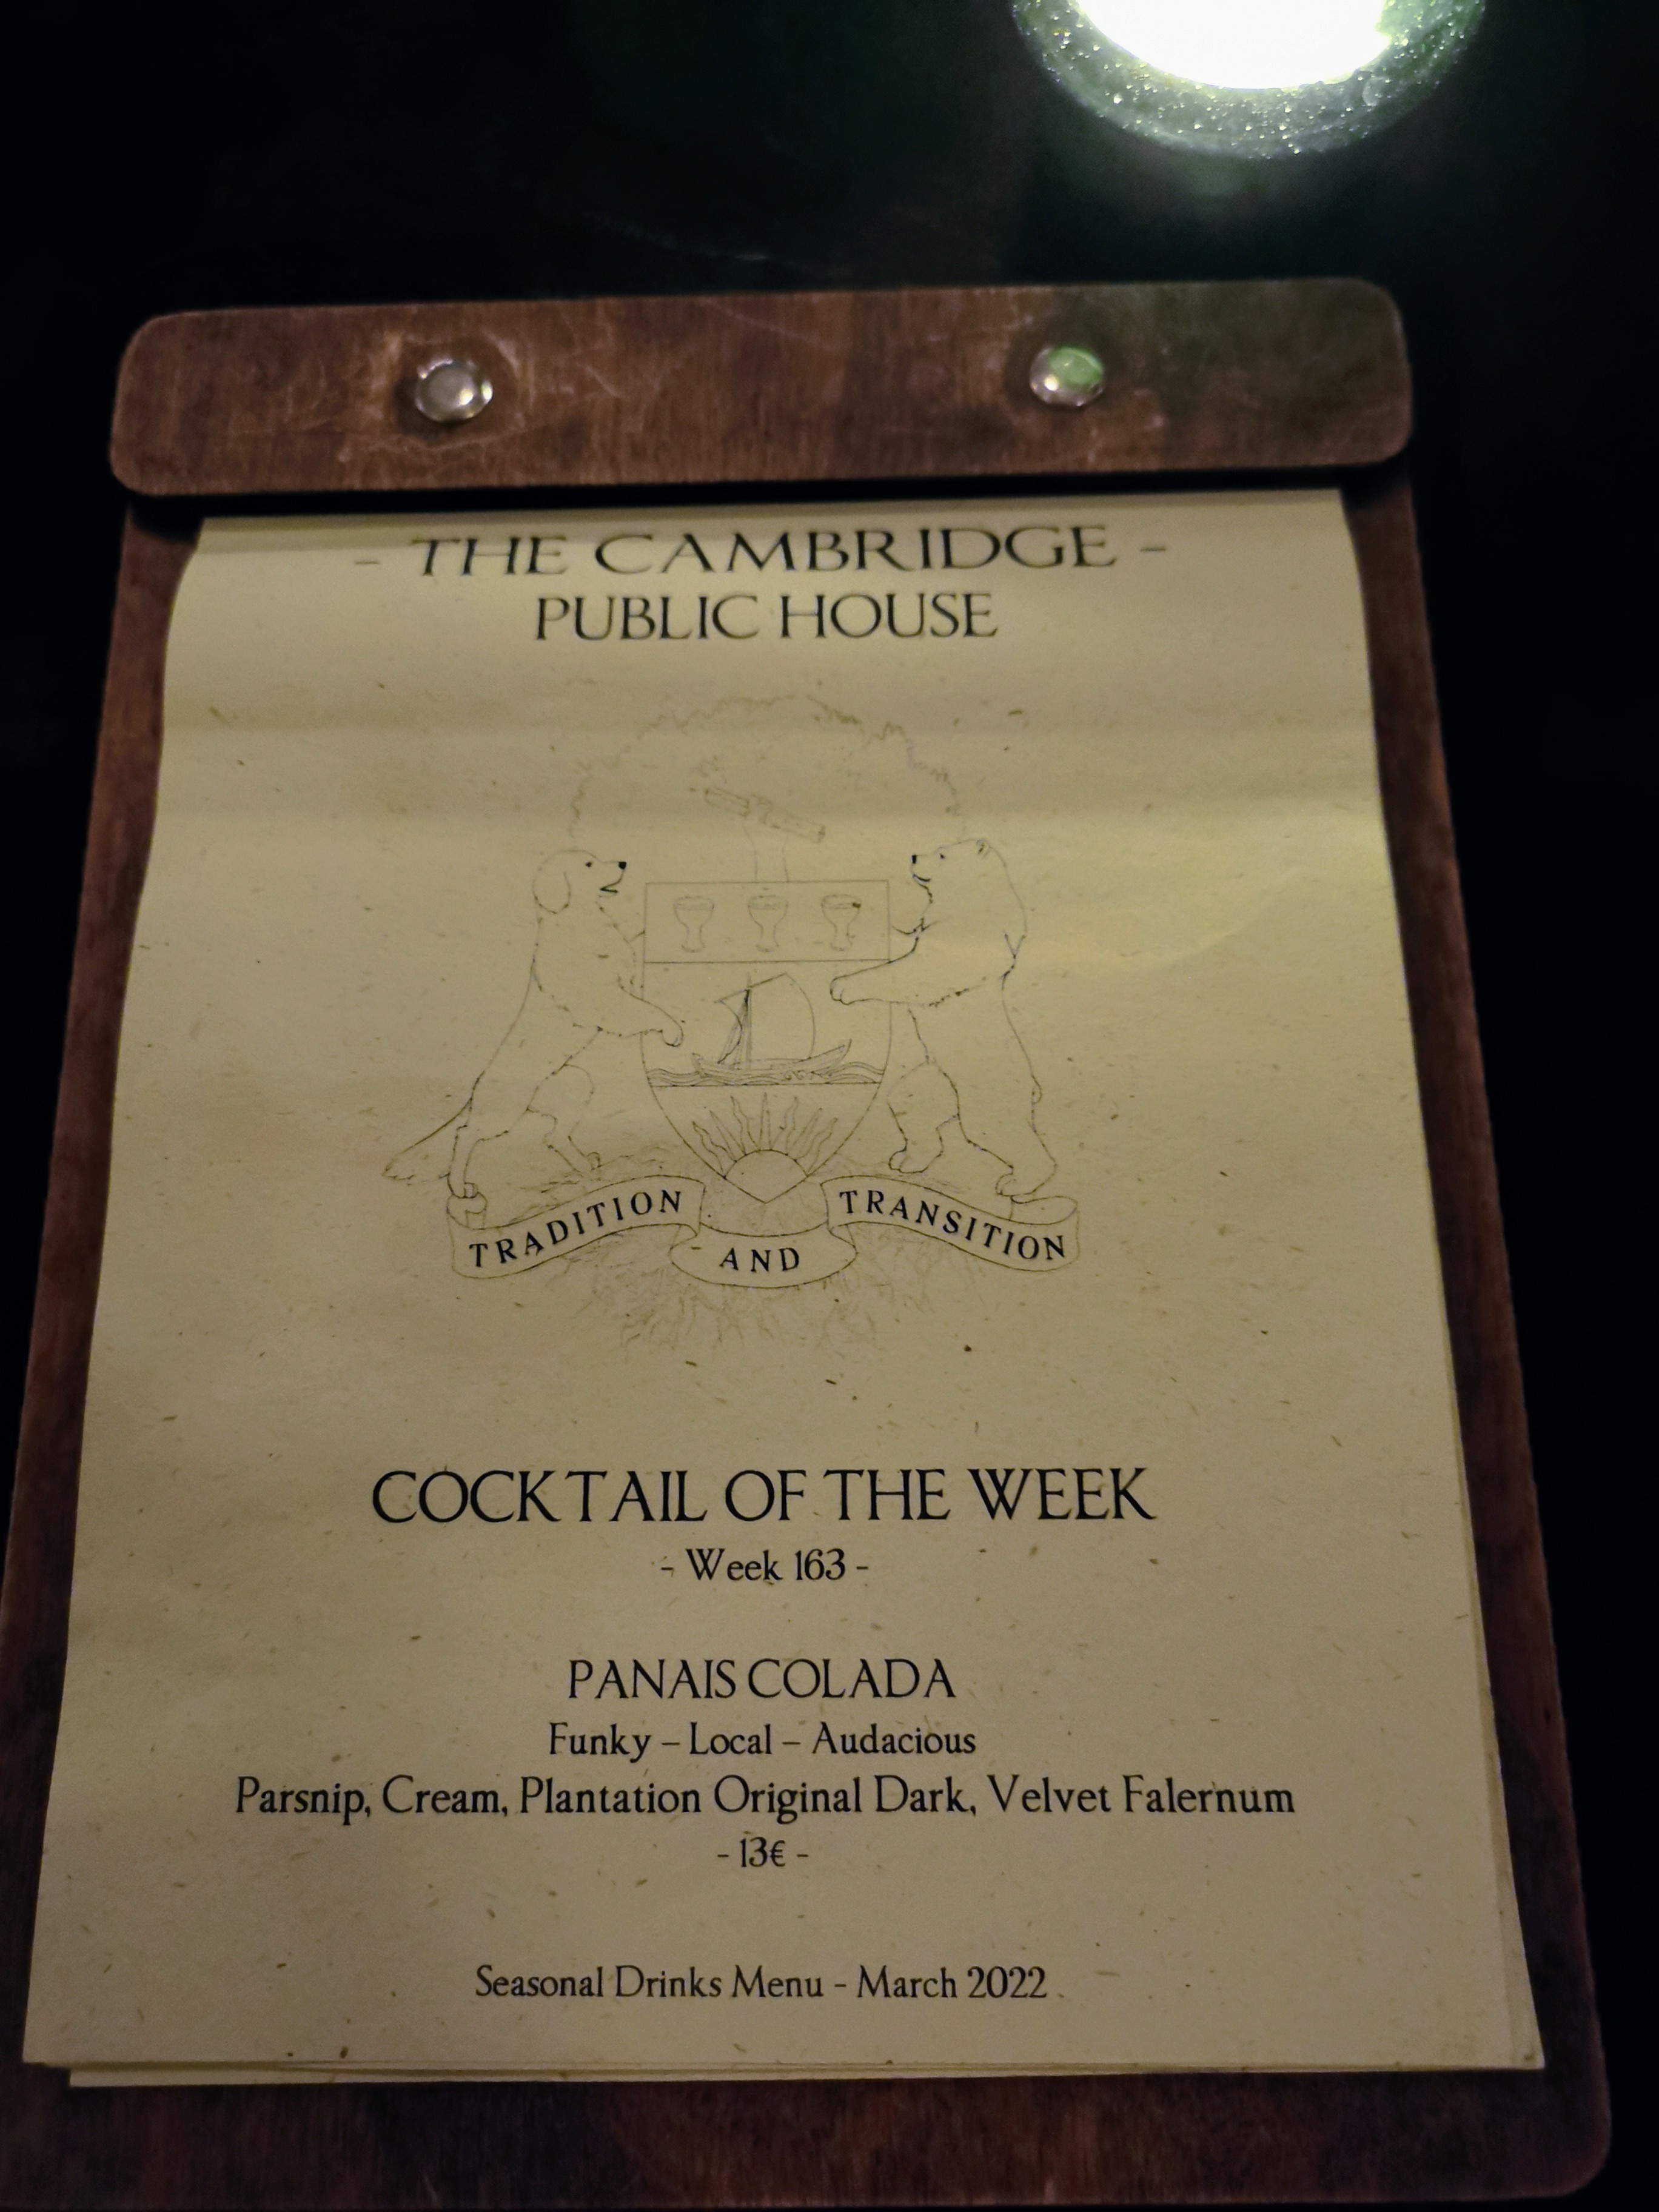 - THE CAMBRIDGE -
PUBLIC HOUSE
TRADITION AND TRANSITION
COCKTAIL OF THE WEEK
- Week 163 -
PANAIS COLADA
Funky – Local – Audacious
Parsnip, Cream, Plantation Original Dark, Velvet Falernum
- 13€ -
Seasonal Drinks Menu - March 2022